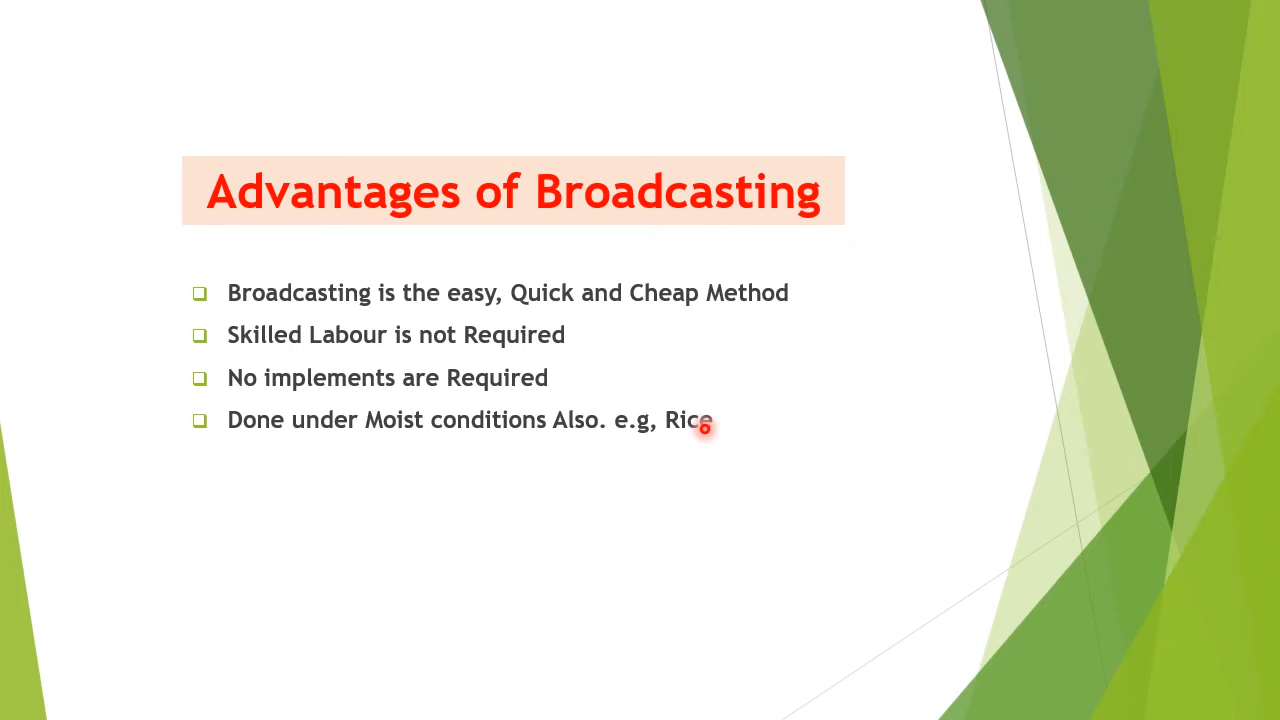 Advantages of Broadcasting
Broadcasting is the easy, Quick and Cheap Method
Skilled Labour is not Required
No implements are Required
Done under Moist conditions Also. e.g, Rice